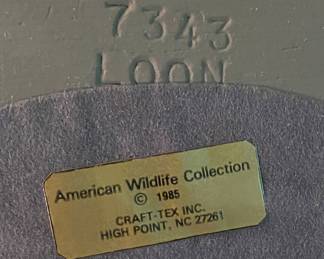 7343
LOON
American Wildlife Collection
© 1985
CRAFT-TEX INC.
HIGH POINT, NC 27261